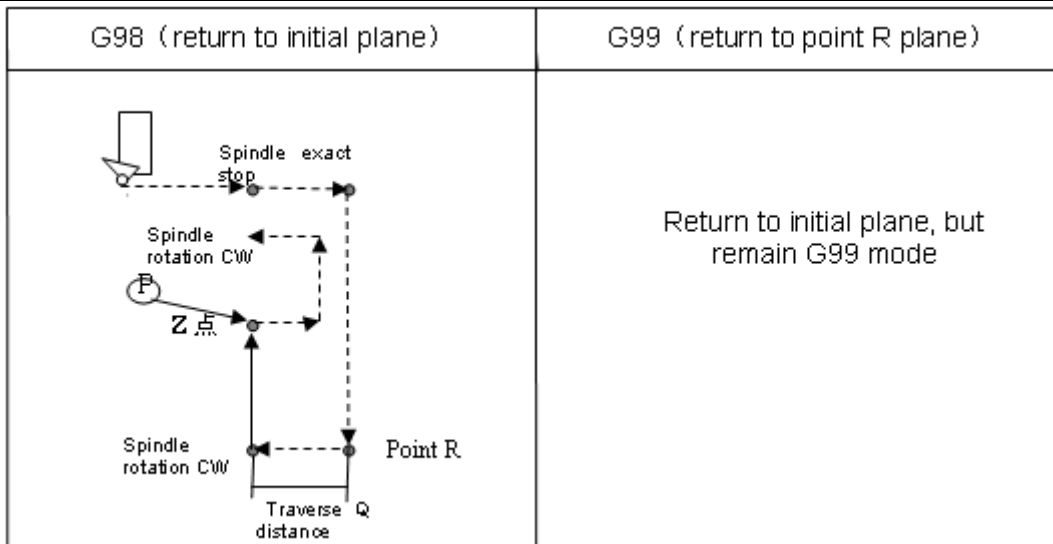 G98（return to initial plane）
G99（return to point R plane）
Spindle exact
stop
Spindle
rotation CW
P
Z 点
Spindle
rotation CW
Point R
Traverse Q
distance
Return to initial plane, but
remain G99 mode